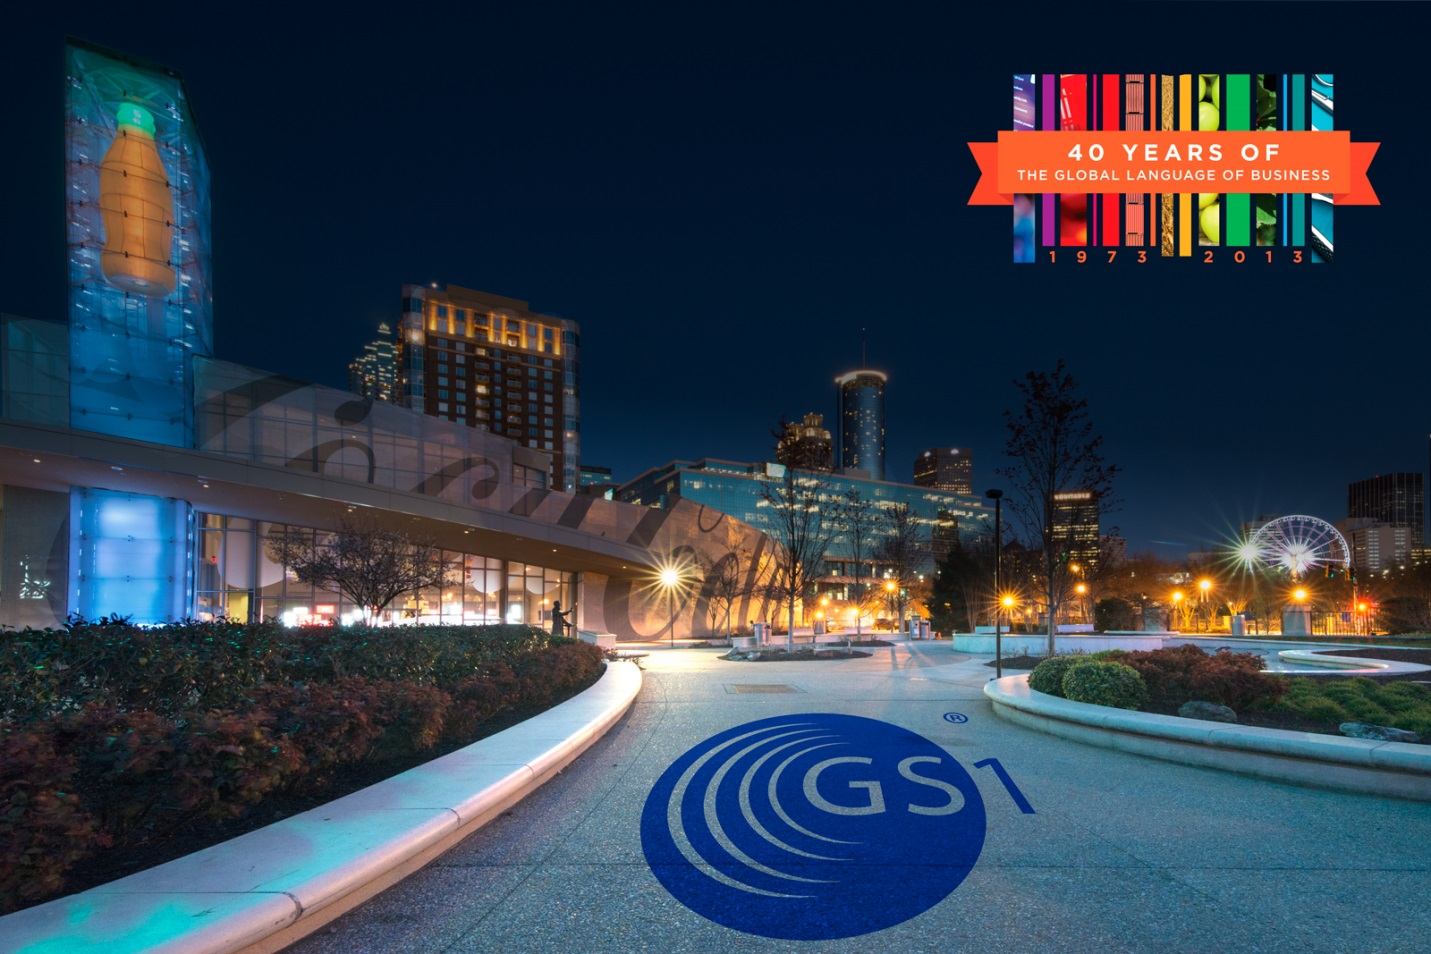 40 YEARS OF
THE GLOBAL LANGUAGE OF BUSINESS
1973 2013
GS1®